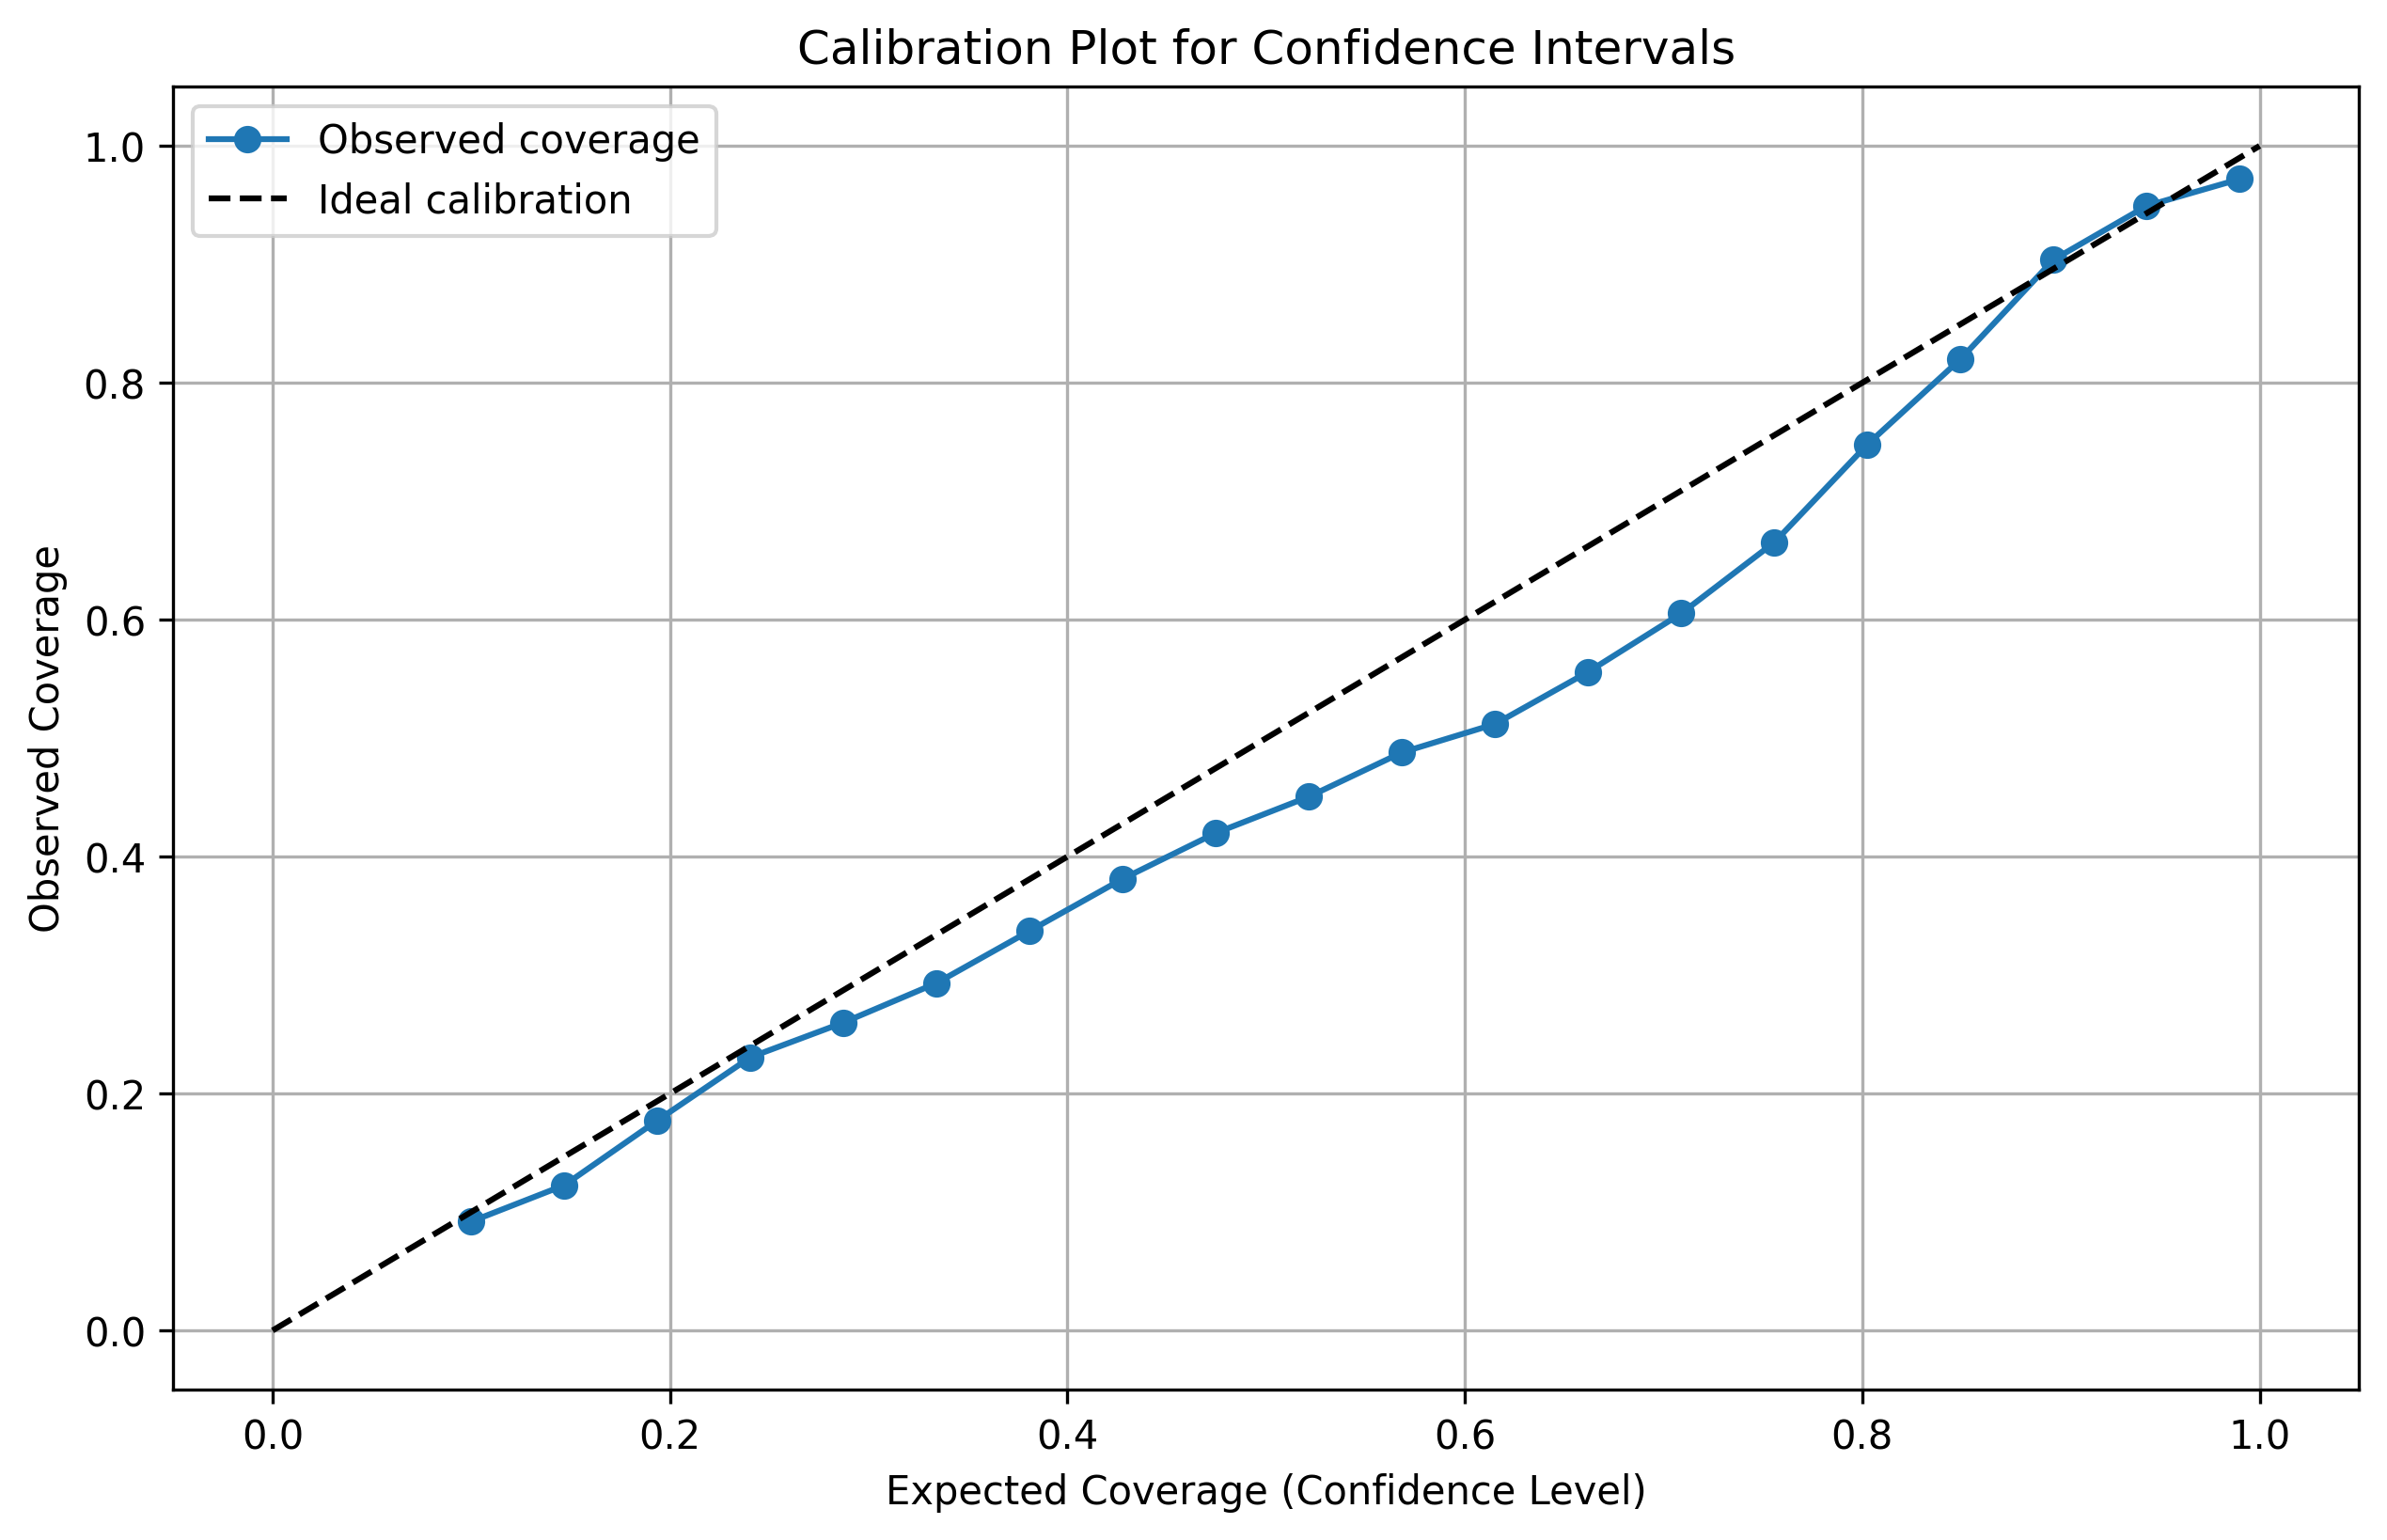 Calibration Plot for Confidence Intervals
Observed coverage
Ideal calibration
1.0
0.8
0.6
0.4
0.2
0.0
Observed Coverage
0.0 0.2 0.4 0.6 0.8 1.0
Expected Coverage (Confidence Level)